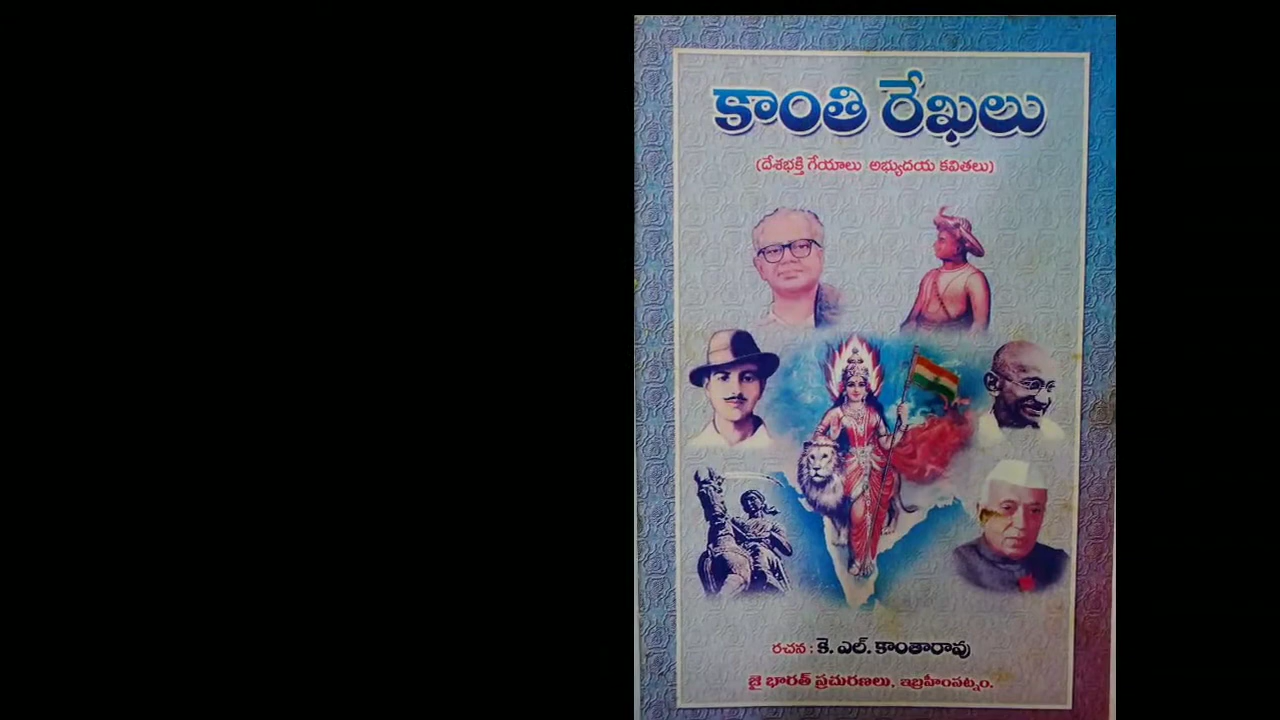 కాంతి రేఖలు
(దేశభక్తి గేయాలు అభ్యుదయ కవితలు)
రచన : కె. ఎల్. కాంతారావు
జై భారత్ ప్రచురణలు, ఇబ్రహీంపట్నం.